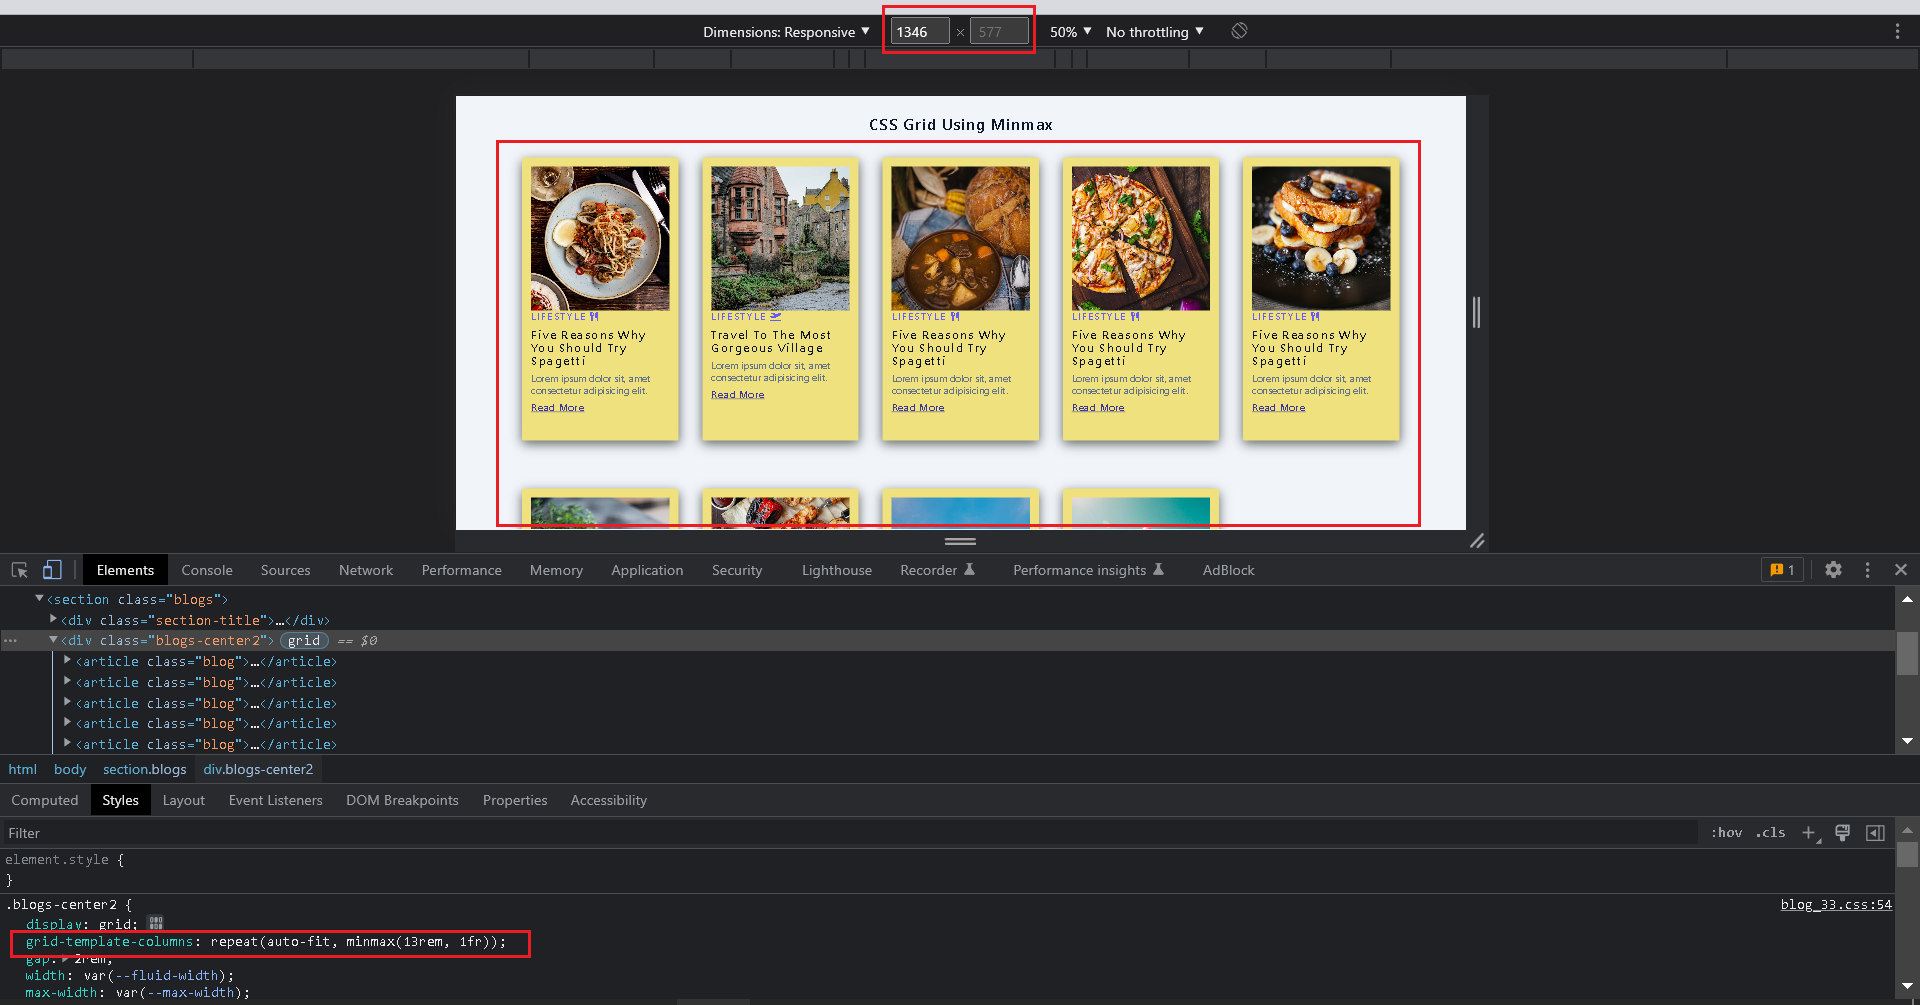 Dimensions: Responsive ▼ 1346 × 577 50% ▼ No throttling ▼
CSS Grid Using Minmax
LIFESTYLE
Five Reasons Why
You Should Try
Spagetti
Lorem ipsum dolor sit, amet
consectetur adipisicing elit.
Read More
LIFESTYLE
Travel To The Most
Gorgeous Village
Lorem ipsum dolor sit, amet
consectetur adipisicing elit.
Read More
LIFESTYLE
Five Reasons Why
You Should Try
Spagetti
Lorem ipsum dolor sit, amet
consectetur adipisicing elit.
Read More
LIFESTYLE
Five Reasons Why
You Should Try
Spagetti
Lorem ipsum dolor sit, amet
consectetur adipisicing elit.
Read More
LIFESTYLE
Five Reasons Why
You Should Try
Spagetti
Lorem ipsum dolor sit, amet
consectetur adipisicing elit.
Read More
Elements Console Sources Network Performance Memory Application Security Lighthouse Recorder Performance insights AdBlock 1
<section class="blogs">
<div class="section-title">…</div>
<div class="blogs-center2"> grid == $0
<article class="blog">…</article>
<article class="blog">…</article>
<article class="blog">…</article>
<article class="blog">…</article>
<article class="blog">…</article>
html body section.blogs div.blogs-center2
Computed Styles Layout Event Listeners DOM Breakpoints Properties Accessibility
Filter :hov .cls
element.style {
}
.blogs-center2 { blog_33.css:54
display: grid;
grid-template-columns: repeat(auto-fit, minmax(13rem, 1fr));
gap: 2rem;
width: var(--fluid-width);
max-width: var(--max-width);